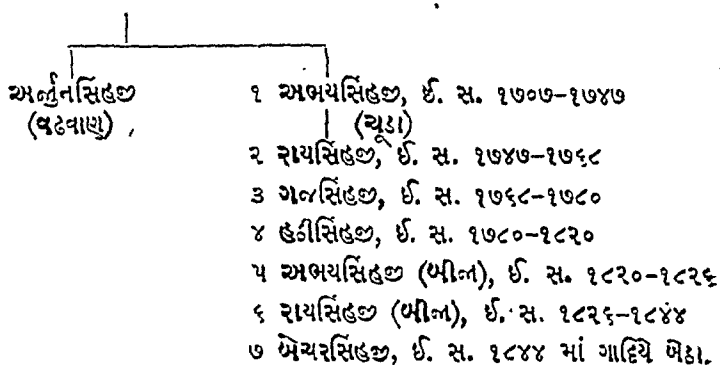 અર્જુનસિંહજી ૧ અભયસિંહજી, ઈ. સ. ૧૭૦૭-૧૭૪૭
(વઢવાણ) (ચૂડા)
૨ રાયસિંહજી, ઈ. સ. ૧૭૪૭-૧૭૬૮
૩ ગજસિંહજી, ઈ. સ. ૧૭૬૮-૧૭૮૦
૪ હઠીસિંહજી, ઈ. સ. ૧૭૮૦-૧૮૨૦
૫ અભયસિંહજી (બીજા), ઈ. સ. ૧૮૨૦-૧૮૨૬
૬ રાયસિંહજી (બીજા), ઈ. સ. ૧૮૨૬-૧૮૪૪
૭ બેચરસિંહજી, ઈ. સ. ૧૮૪૪ માં ગાદિયે બેઠા.